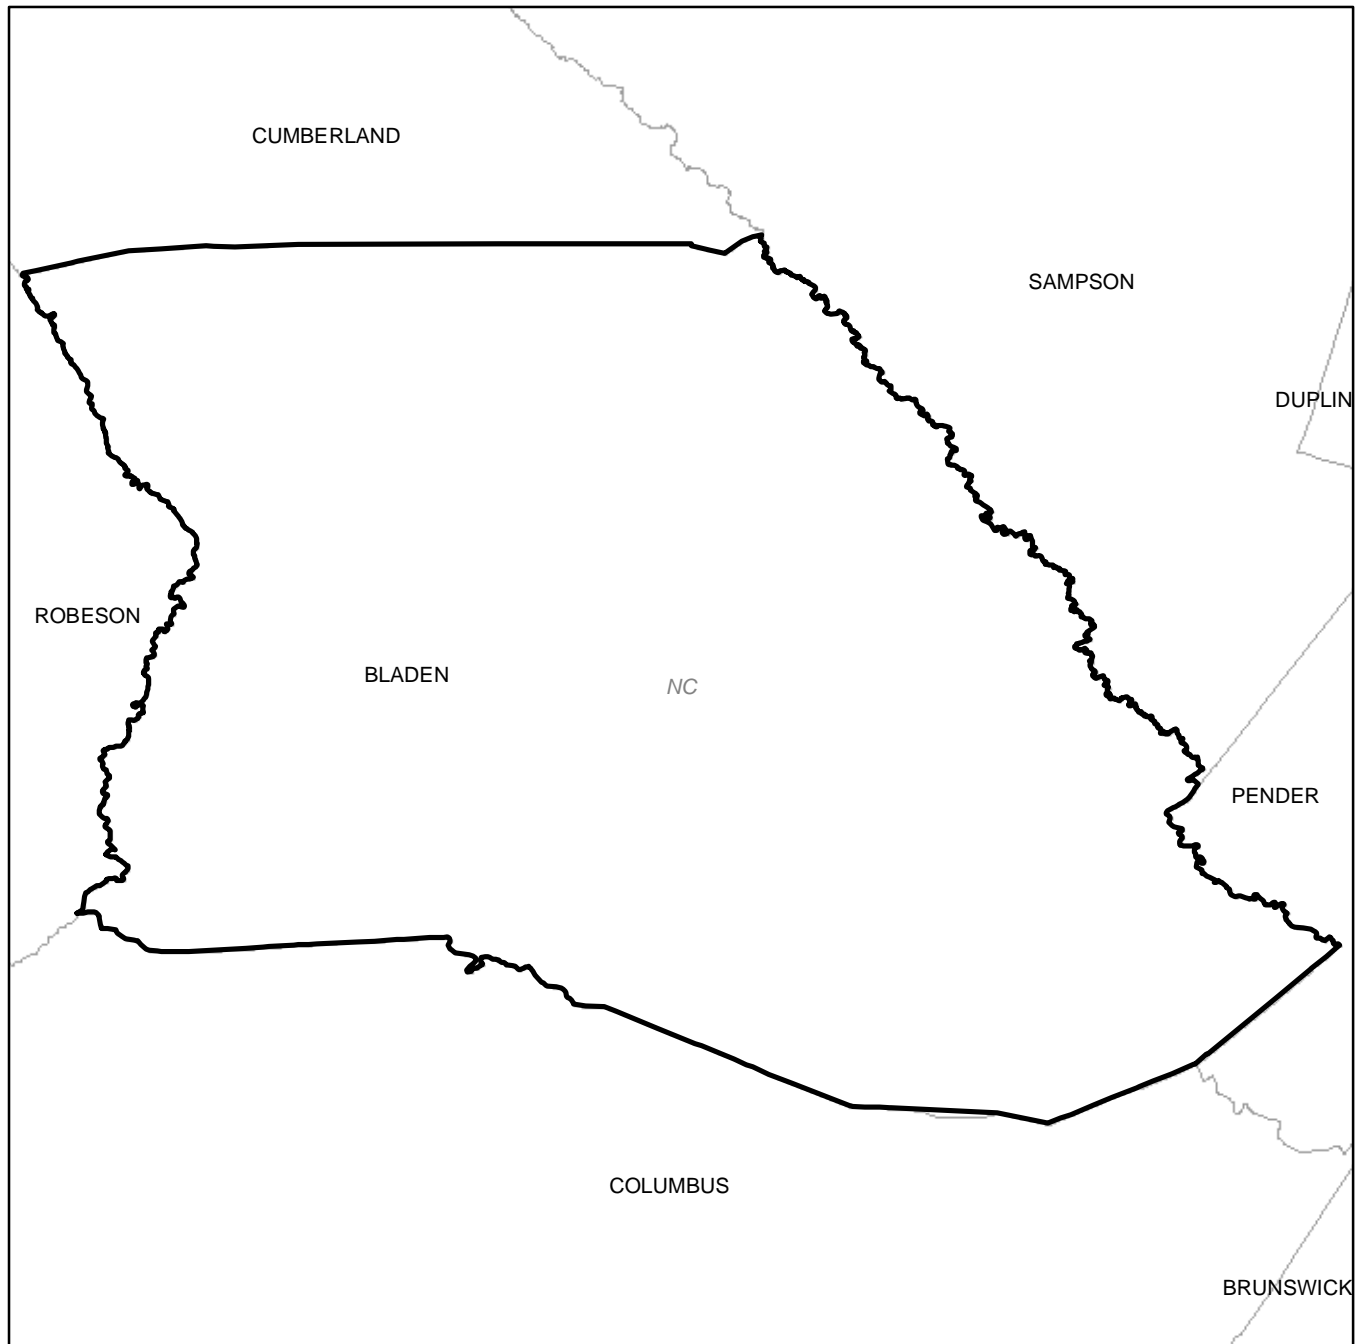 CUMBERLAND
SAMPSON
DUPLIN
ROBESON
BLADEN
NC
PENDER
COLUMBUS
BRUNSWICK